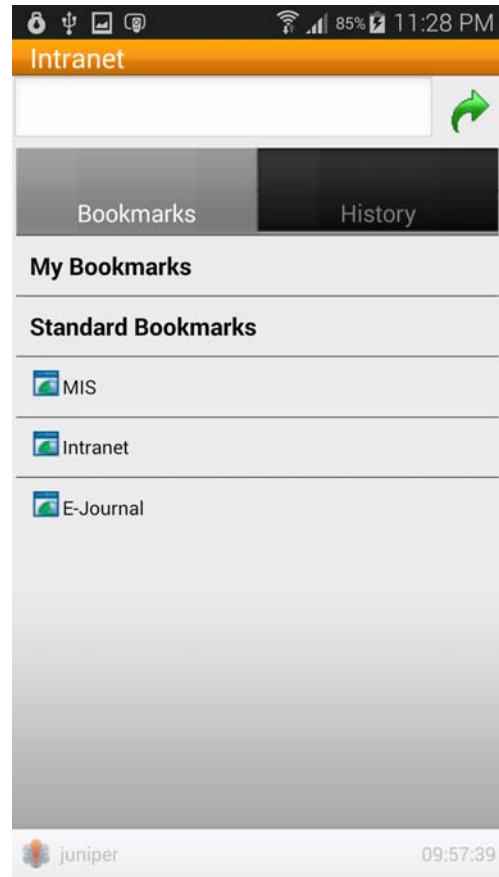 85% 11:28 PM
Intranet
Bookmarks History
My Bookmarks
Standard Bookmarks
MIS
Intranet
E-Journal
juniper 09:57:39